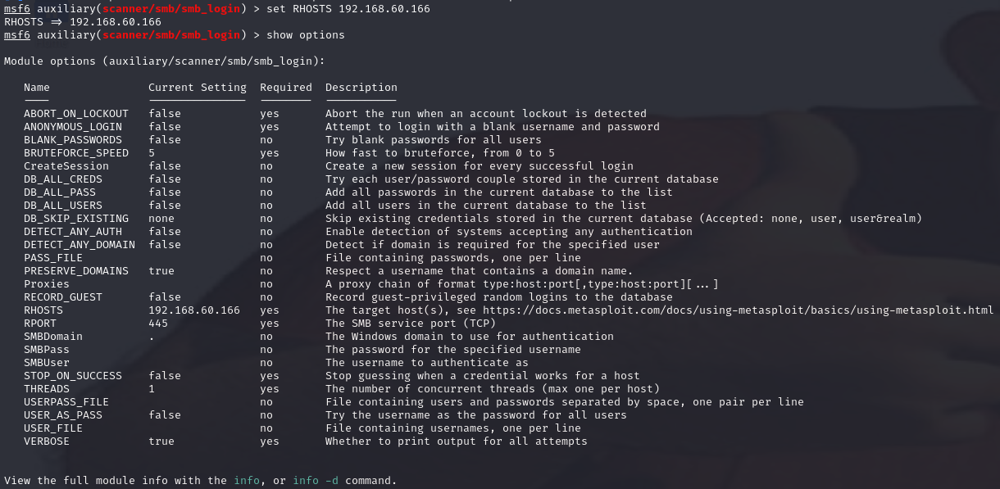 msf6 auxiliary(scanner/smb/smb_login) > set RHOSTS 192.168.60.166
RHOSTS => 192.168.60.166
msf6 auxiliary(scanner/smb/smb_login) > show options
Module options (auxiliary/scanner/smb/smb_login):
Name Current Setting Required Description
ABORT_ON_LOCKOUT false yes Abort the run when an account lockout is detected
ANONYMOUS_LOGIN false yes Attempt to login with a blank username and password
BLANK_PASSWORDS false no Try blank passwords for all users
BRUTEFORCE_SPEED 5 yes How fast to bruteforce, from 0 to 5
CreateSession false no Create a new session for every successful login
DB_ALL_CREDS false no Try each user/password couple stored in the current database
DB_ALL_PASS false no Add all passwords in the current database to the list
DB_ALL_USERS false no Add all users in the current database to the list
DB_SKIP_EXISTING none no Skip existing credentials stored in the current database (Accepted: none, user, user&realm)
DETECT_ANY_AUTH false no Enable detection of systems accepting any authentication
DETECT_ANY_DOMAIN false no Detect if domain is required for the specified user
PASS_FILE no File containing passwords, one per line
PRESERVE_DOMAINS true no Respect a username that contains a domain name.
Proxies no A proxy chain of format type:host:port[,type:host:port][...]
RECORD_GUEST false no Record guest-privileged random logins to the database
RHOSTS 192.168.60.166 yes The target host(s), see https://docs.metasploit.com/docs/using-metasploit/basics/using-metasploit.html
RPORT 445 yes The SMB service port (TCP)
SMBDomain . no The Windows domain to use for authentication
SMBPass no The password for the specified username
SMBUser no The username to authenticate as
STOP_ON_SUCCESS false yes Stop guessing when a credential works for a host
THREADS 1 yes The number of concurrent threads (max one per host)
USERPASS_FILE no File containing users and passwords separated by space, one pair per line
USER_AS_PASS false no Try the username as the password for all users
USER_FILE no File containing usernames, one per line
VERBOSE true yes Whether to print output for all attempts
View the full module info with the info, or info -d command.